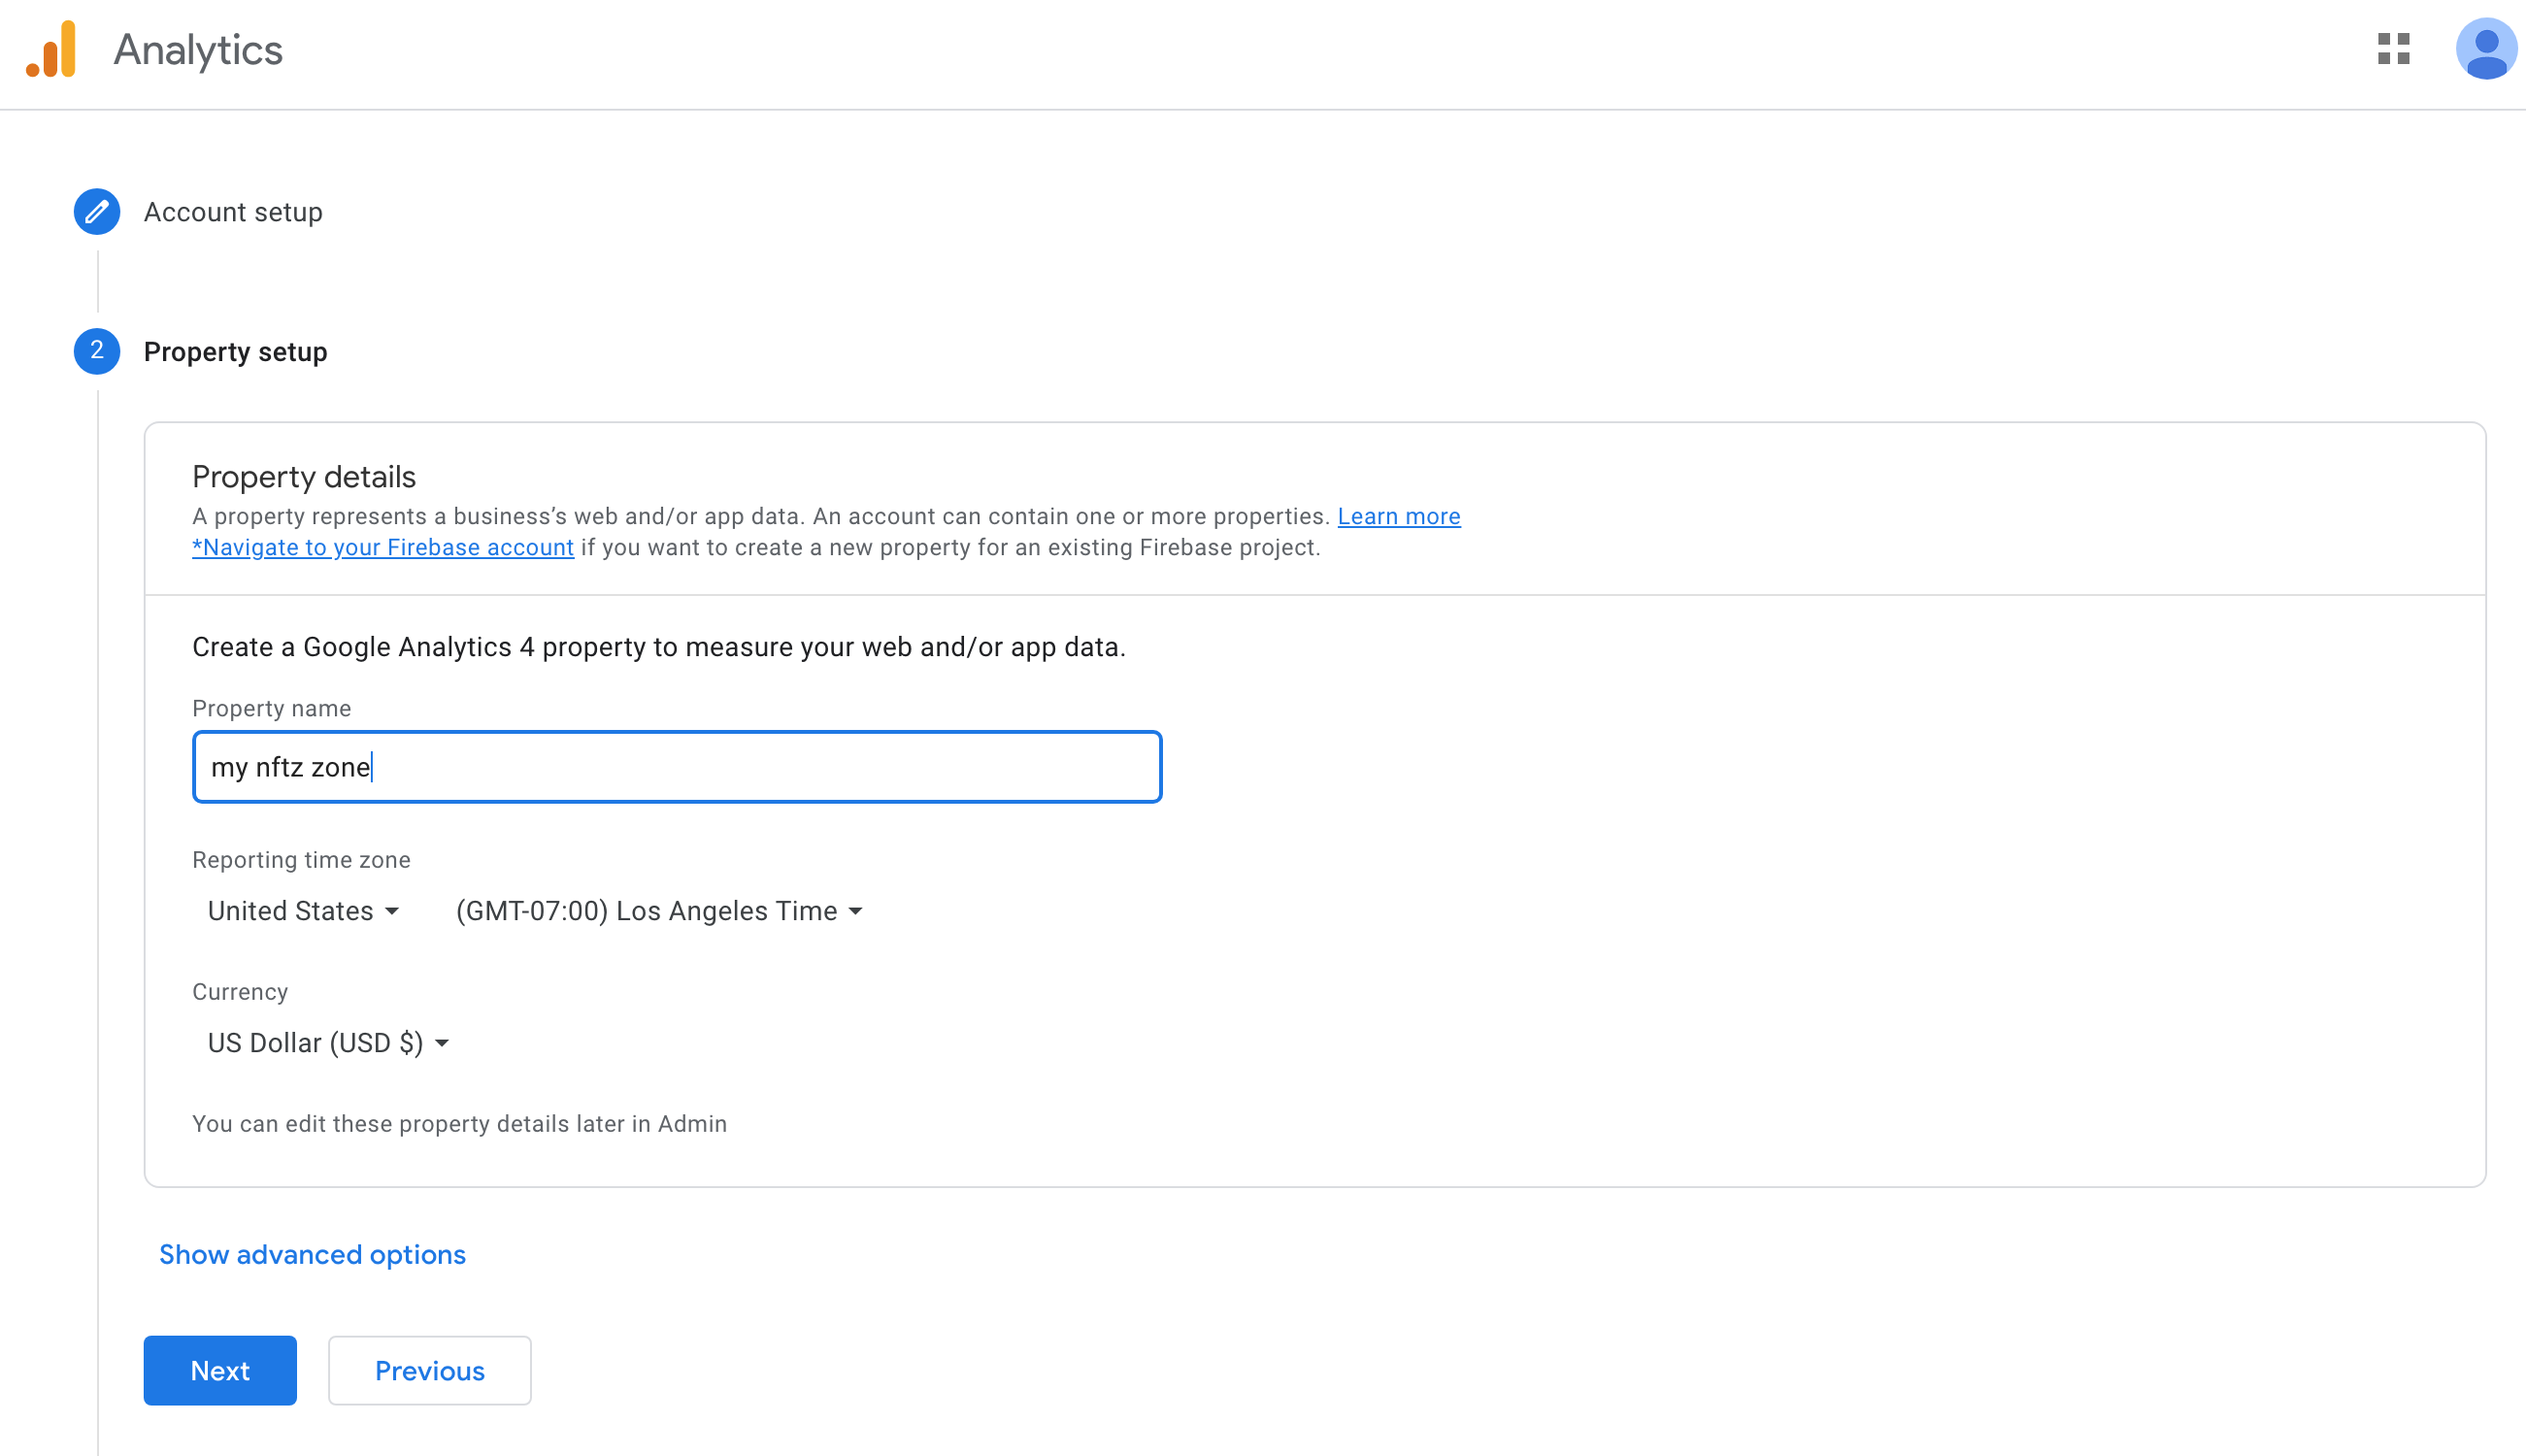 Analytics
Account setup
2
Property setup
Property details
A property represents a business’s web and/or app data. An account can contain one or more properties. Learn more
*Navigate to your Firebase account if you want to create a new property for an existing Firebase project.
Create a Google Analytics 4 property to measure your web and/or app data.
Property name
my nftz zone
Reporting time zone
United States (GMT-07:00) Los Angeles Time
Currency
US Dollar (USD $)
You can edit these property details later in Admin
Show advanced options
Next Previous